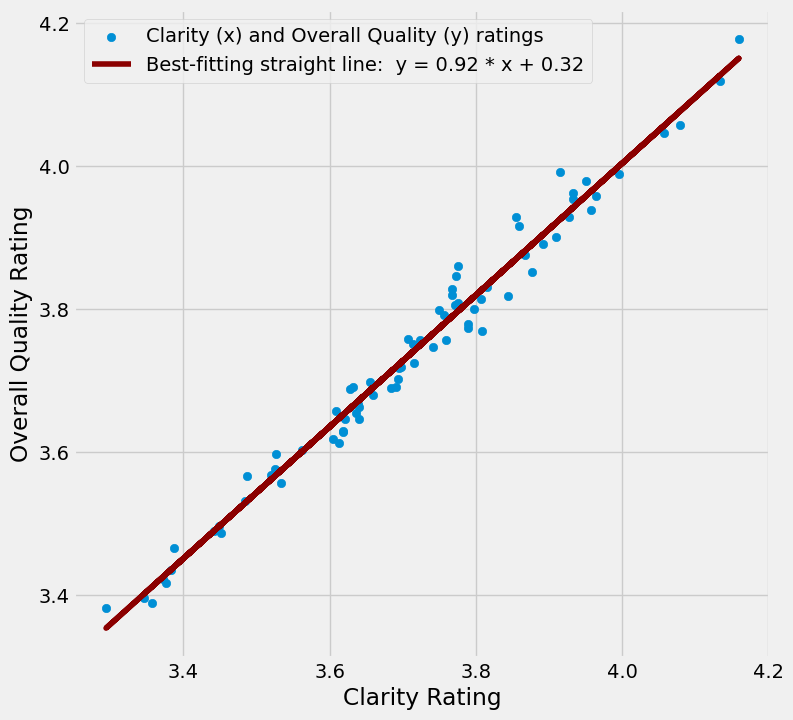 Clarity (x) and Overall Quality (y) ratings
Best-fitting straight line:  y = 0.92 * x + 0.32
4.2
4.0
3.8
3.6
3.4
Overall Quality Rating
3.4 3.6 3.8 4.0 4.2
Clarity Rating